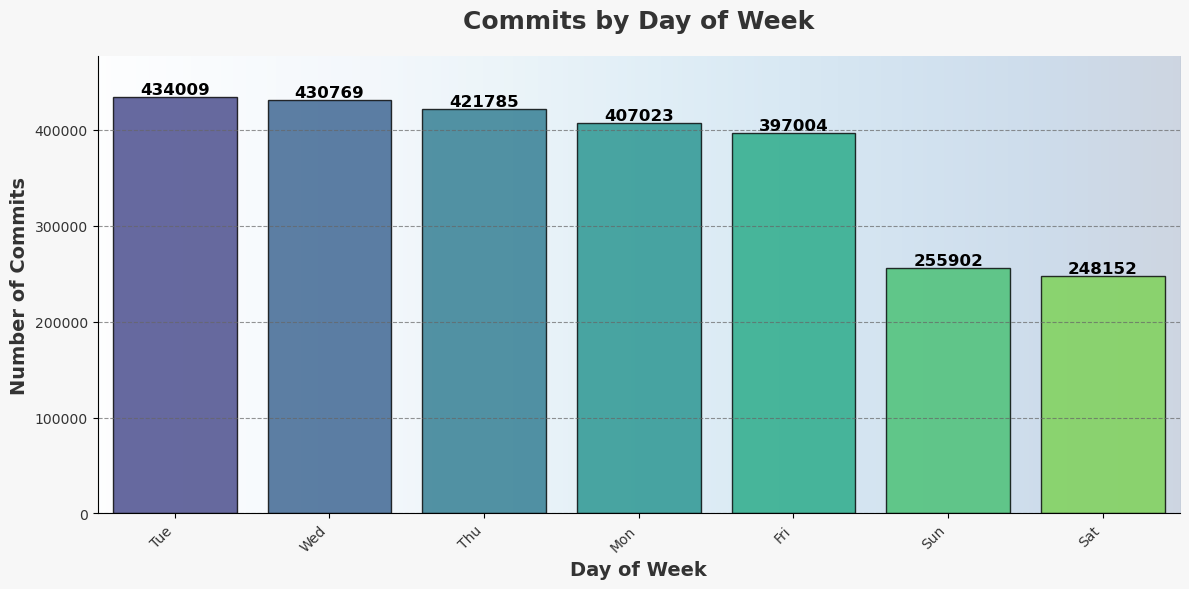 Commits by Day of Week
Number of Commits
400000
300000
200000
100000
0
434009
430769
421785
407023
397004
255902
248152
Tue
Wed
Thu
Mon
Fri
Sun
Sat
Day of Week